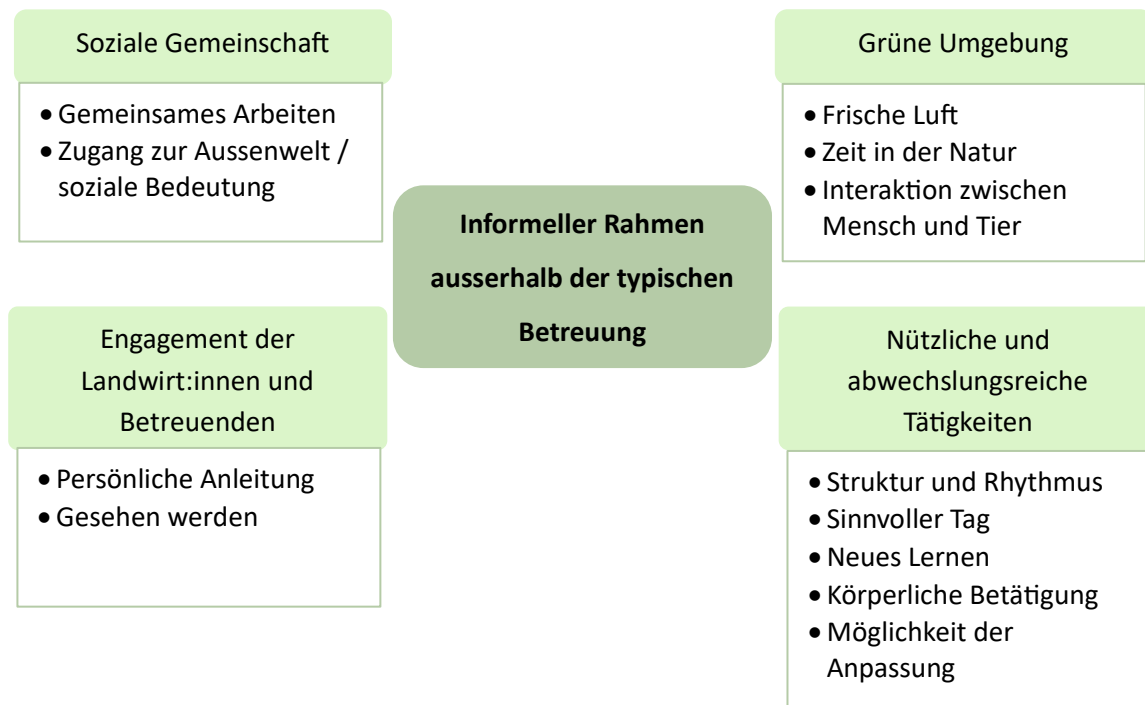 Soziale Gemeinschaft
• Gemeinsames Arbeiten
• Zugang zur Aussenwelt /
soziale Bedeutung
Grüne Umgebung
• Frische Luft
• Zeit in der Natur
• Interaktion zwischen
Mensch und Tier
Informeller Rahmen
ausserhalb der typischen
Betreuung
Engagement der
Landwirt:innen und
Betreuenden
• Persönliche Anleitung
• Gesehen werden
Nützliche und
abwechslungsreiche
Tätigkeiten
• Struktur und Rhythmus
• Sinnvoller Tag
• Neues Lernen
• Körperliche Betätigung
• Möglichkeit der
Anpassung